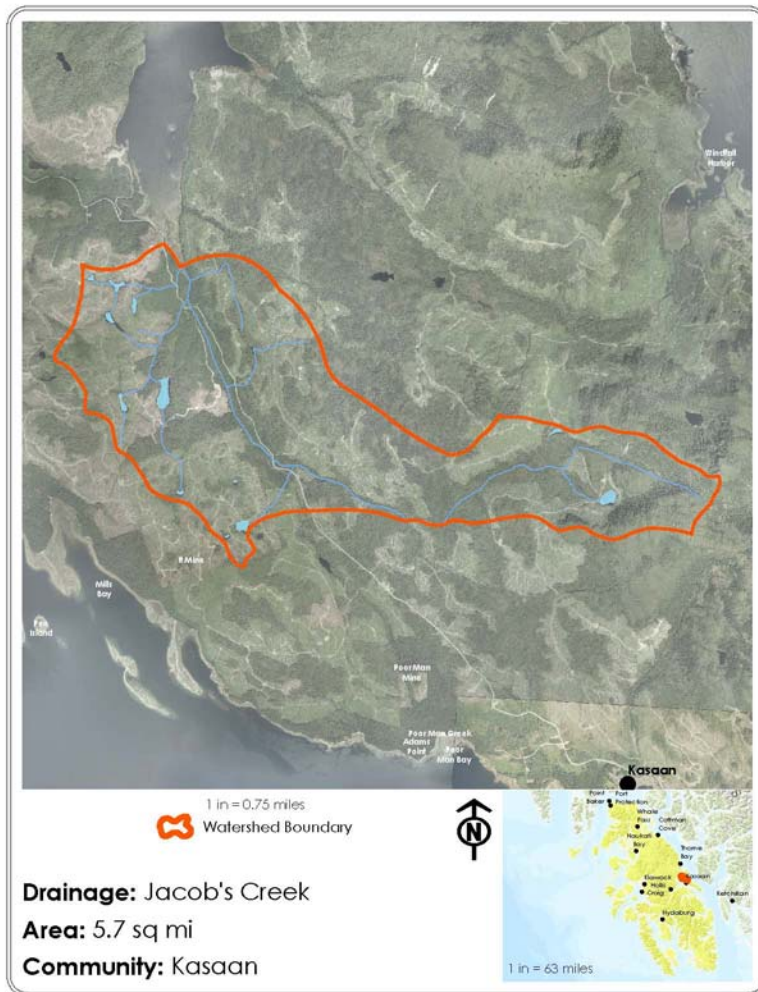 Windfall
Harbor
R Mine
Mills
Bay
Fox
Island
Poor Man
Mine
Poor Man Creek
Adams
Point
Poor
Man Bay
Kasaan
1 in = 0.75 miles
Watershed Boundary
N
Drainage: Jacob's Creek
Area: 5.7 sq mi
Community: Kasaan
Point
Baker
Port
Protection
Whale
Pass
Coffman
Cove
Naukati
Bay
Thorne
Bay
Kasaan
Klawock
Hollis
Craig
Ketchikan
Hydaburg
1 in = 63 miles